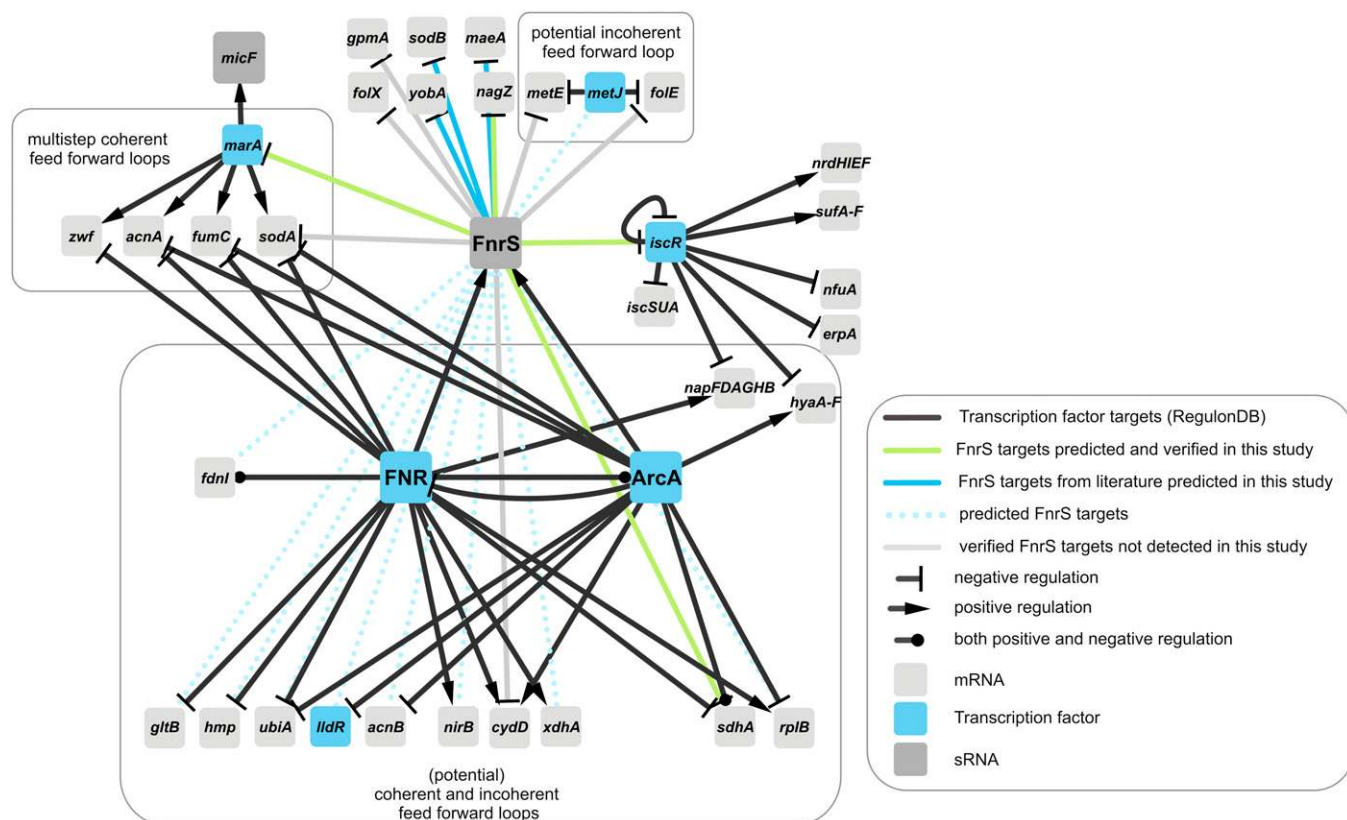 gpmA
sodB
maeA
potential incoherent
feed forward loop
micF
folX
yobA
nagZ
metE
metJ
folE
multistep coherent
feed forward loops
marA
nrdHIEF
sufA-F
zwf
acnA
fumC
sodA
FnrS
iscR
nfuA
iscSUA
erpA
napFDAGHB
hyaA-F
fdnI
FNR
ArcA
gltB
hmp
ubiA
lldR
acnB
nirB
cydD
xdhA
sdhA
rplB
(potential)
coherent and incoherent
feed forward loops
Transcription factor targets (RegulonDB)
FnrS targets predicted and verified in this study
FnrS targets from literature predicted in this study
predicted FnrS targets
verified FnrS targets not detected in this study
negative regulation
positive regulation
both positive and negative regulation
mRNA
Transcription factor
sRNA